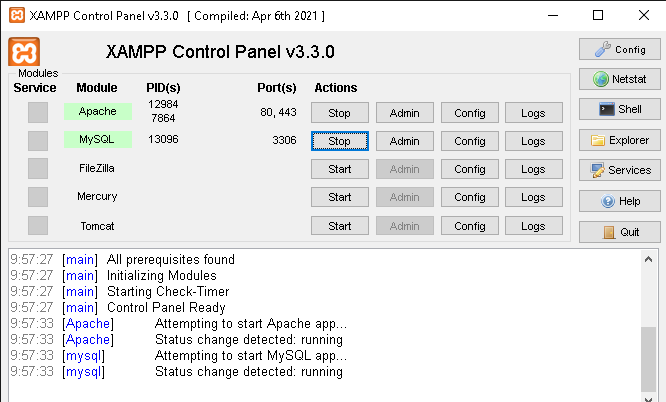 XAMPP Control Panel v3.3.0 [ Compiled: Apr 6th 2021 ]
XAMPP Control Panel v3.3.0
Config
Modules
Service Module PID(s) Port(s) Actions
Netstat
Apache 12984 7864 80, 443 Stop Admin Config Logs
Shell
MySQL 13096 3306 Stop Admin Config Logs
Explorer
FileZilla Start Admin Config Logs
Services
Mercury Start Admin Config Logs
Help
Tomcat Start Admin Config Logs
Quit
9:57:27 [main] All prerequisites found
9:57:27 [main] Initializing Modules
9:57:27 [main] Starting Check-Timer
9:57:27 [main] Control Panel Ready
9:57:33 [Apache] Attempting to start Apache app...
9:57:33 [Apache] Status change detected: running
9:57:33 [mysql] Attempting to start MySQL app...
9:57:33 [mysql] Status change detected: running